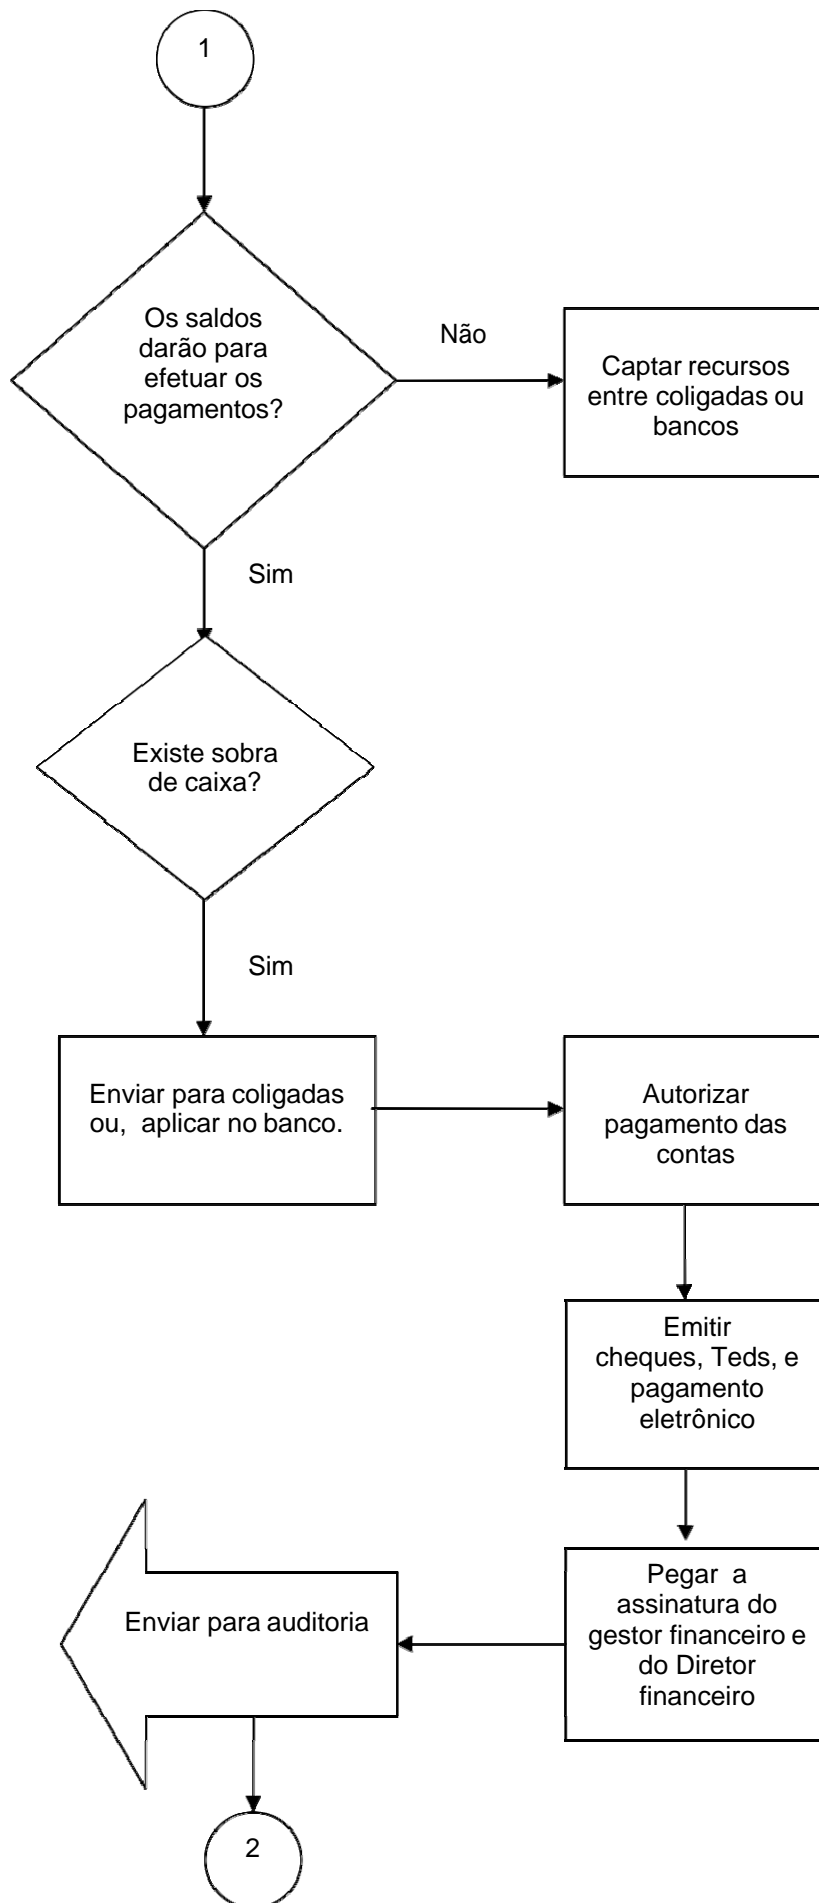 1
Os saldos
darão para
efetuar os
pagamentos?
Não
Captar recursos
entre coligadas ou
bancos
Sim
Existe sobra
de caixa?
Sim
Enviar para coligadas
ou, aplicar no banco.
Autorizar
pagamento das
contas
Emitir
cheques, Teds, e
pagamento
eletrônico
Pegar a
assinatura do
gestor financeiro e
do Diretor
financeiro
Enviar para auditoria
2